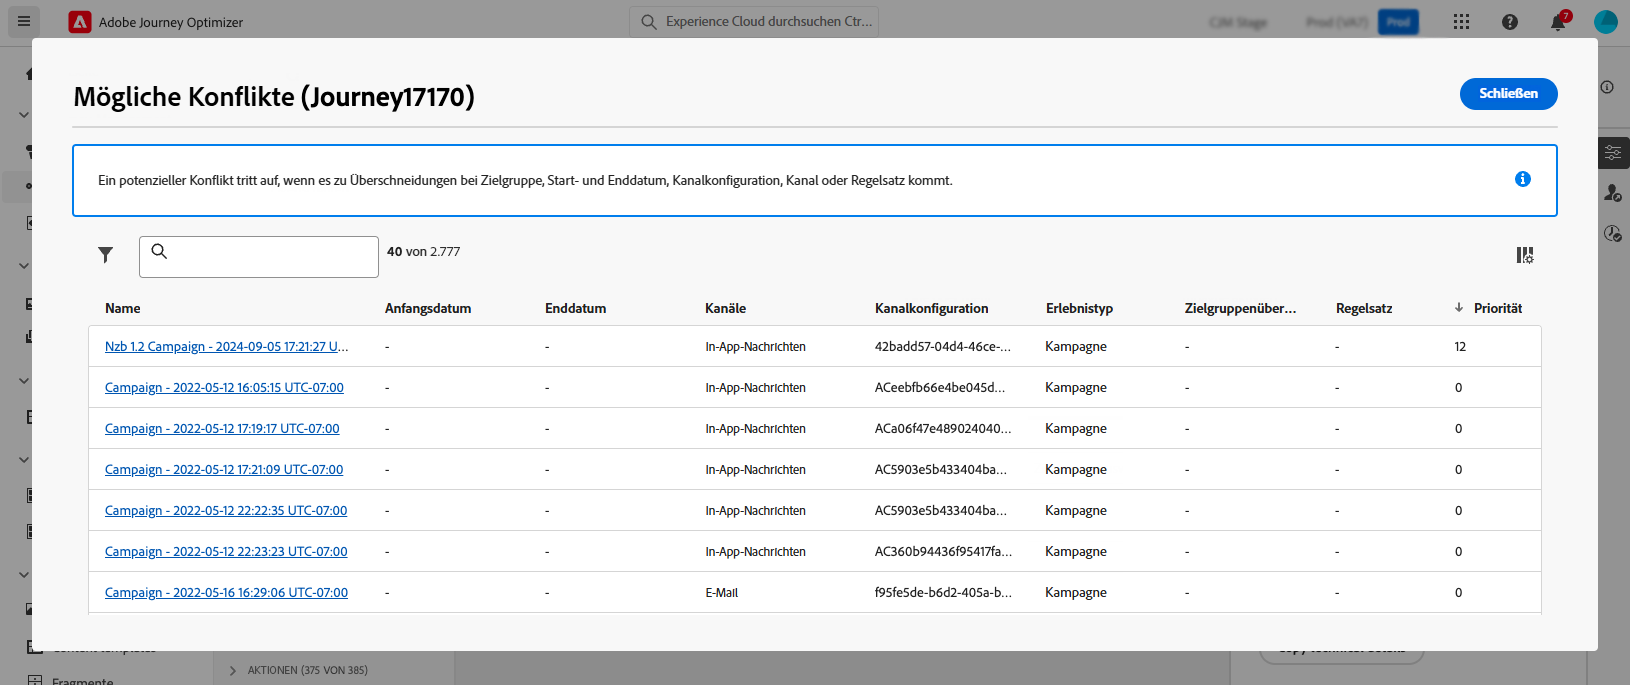 Adobe Journey Optimizer
Experience Cloud durchsuchen Ctr...
CJM Stage
Prod (VA7)
Prod
7
Mögliche Konflikte (Journey17170)
Schließen
Ein potenzieller Konflikt tritt auf, wenn es zu Überschneidungen bei Zielgruppe, Start- und Enddatum, Kanalkonfiguration, Kanal oder Regelsatz kommt.
40 von 2.777
Name Anfangsdatum Enddatum Kanäle Kanalkonfiguration Erlebnistyp Zielgruppenüber... Regelsatz Priorität
Nzb 1.2 Campaign - 2024-09-05 17:21:27 U... - - In-App-Nachrichten 42badd57-04d4-46ce-... Kampagne - - 12
Campaign - 2022-05-12 16:05:15 UTC-07:00 - - In-App-Nachrichten ACeebfb66e4be045d... Kampagne - - 0
Campaign - 2022-05-12 17:19:17 UTC-07:00 - - In-App-Nachrichten ACa06f47e489024040... Kampagne - - 0
Campaign - 2022-05-12 17:21:09 UTC-07:00 - - In-App-Nachrichten AC5903e5b433404ba... Kampagne - - 0
Campaign - 2022-05-12 22:22:35 UTC-07:00 - - In-App-Nachrichten AC5903e5b433404ba... Kampagne - - 0
Campaign - 2022-05-12 22:23:23 UTC-07:00 - - In-App-Nachrichten AC360b94436f95417fa... Kampagne - - 0
Campaign - 2022-05-16 16:29:06 UTC-07:00 - - E-Mail f95fe5de-b6d2-405a-b... Kampagne - - 0
AKTIONEN (375 VON 385)
Fragmente